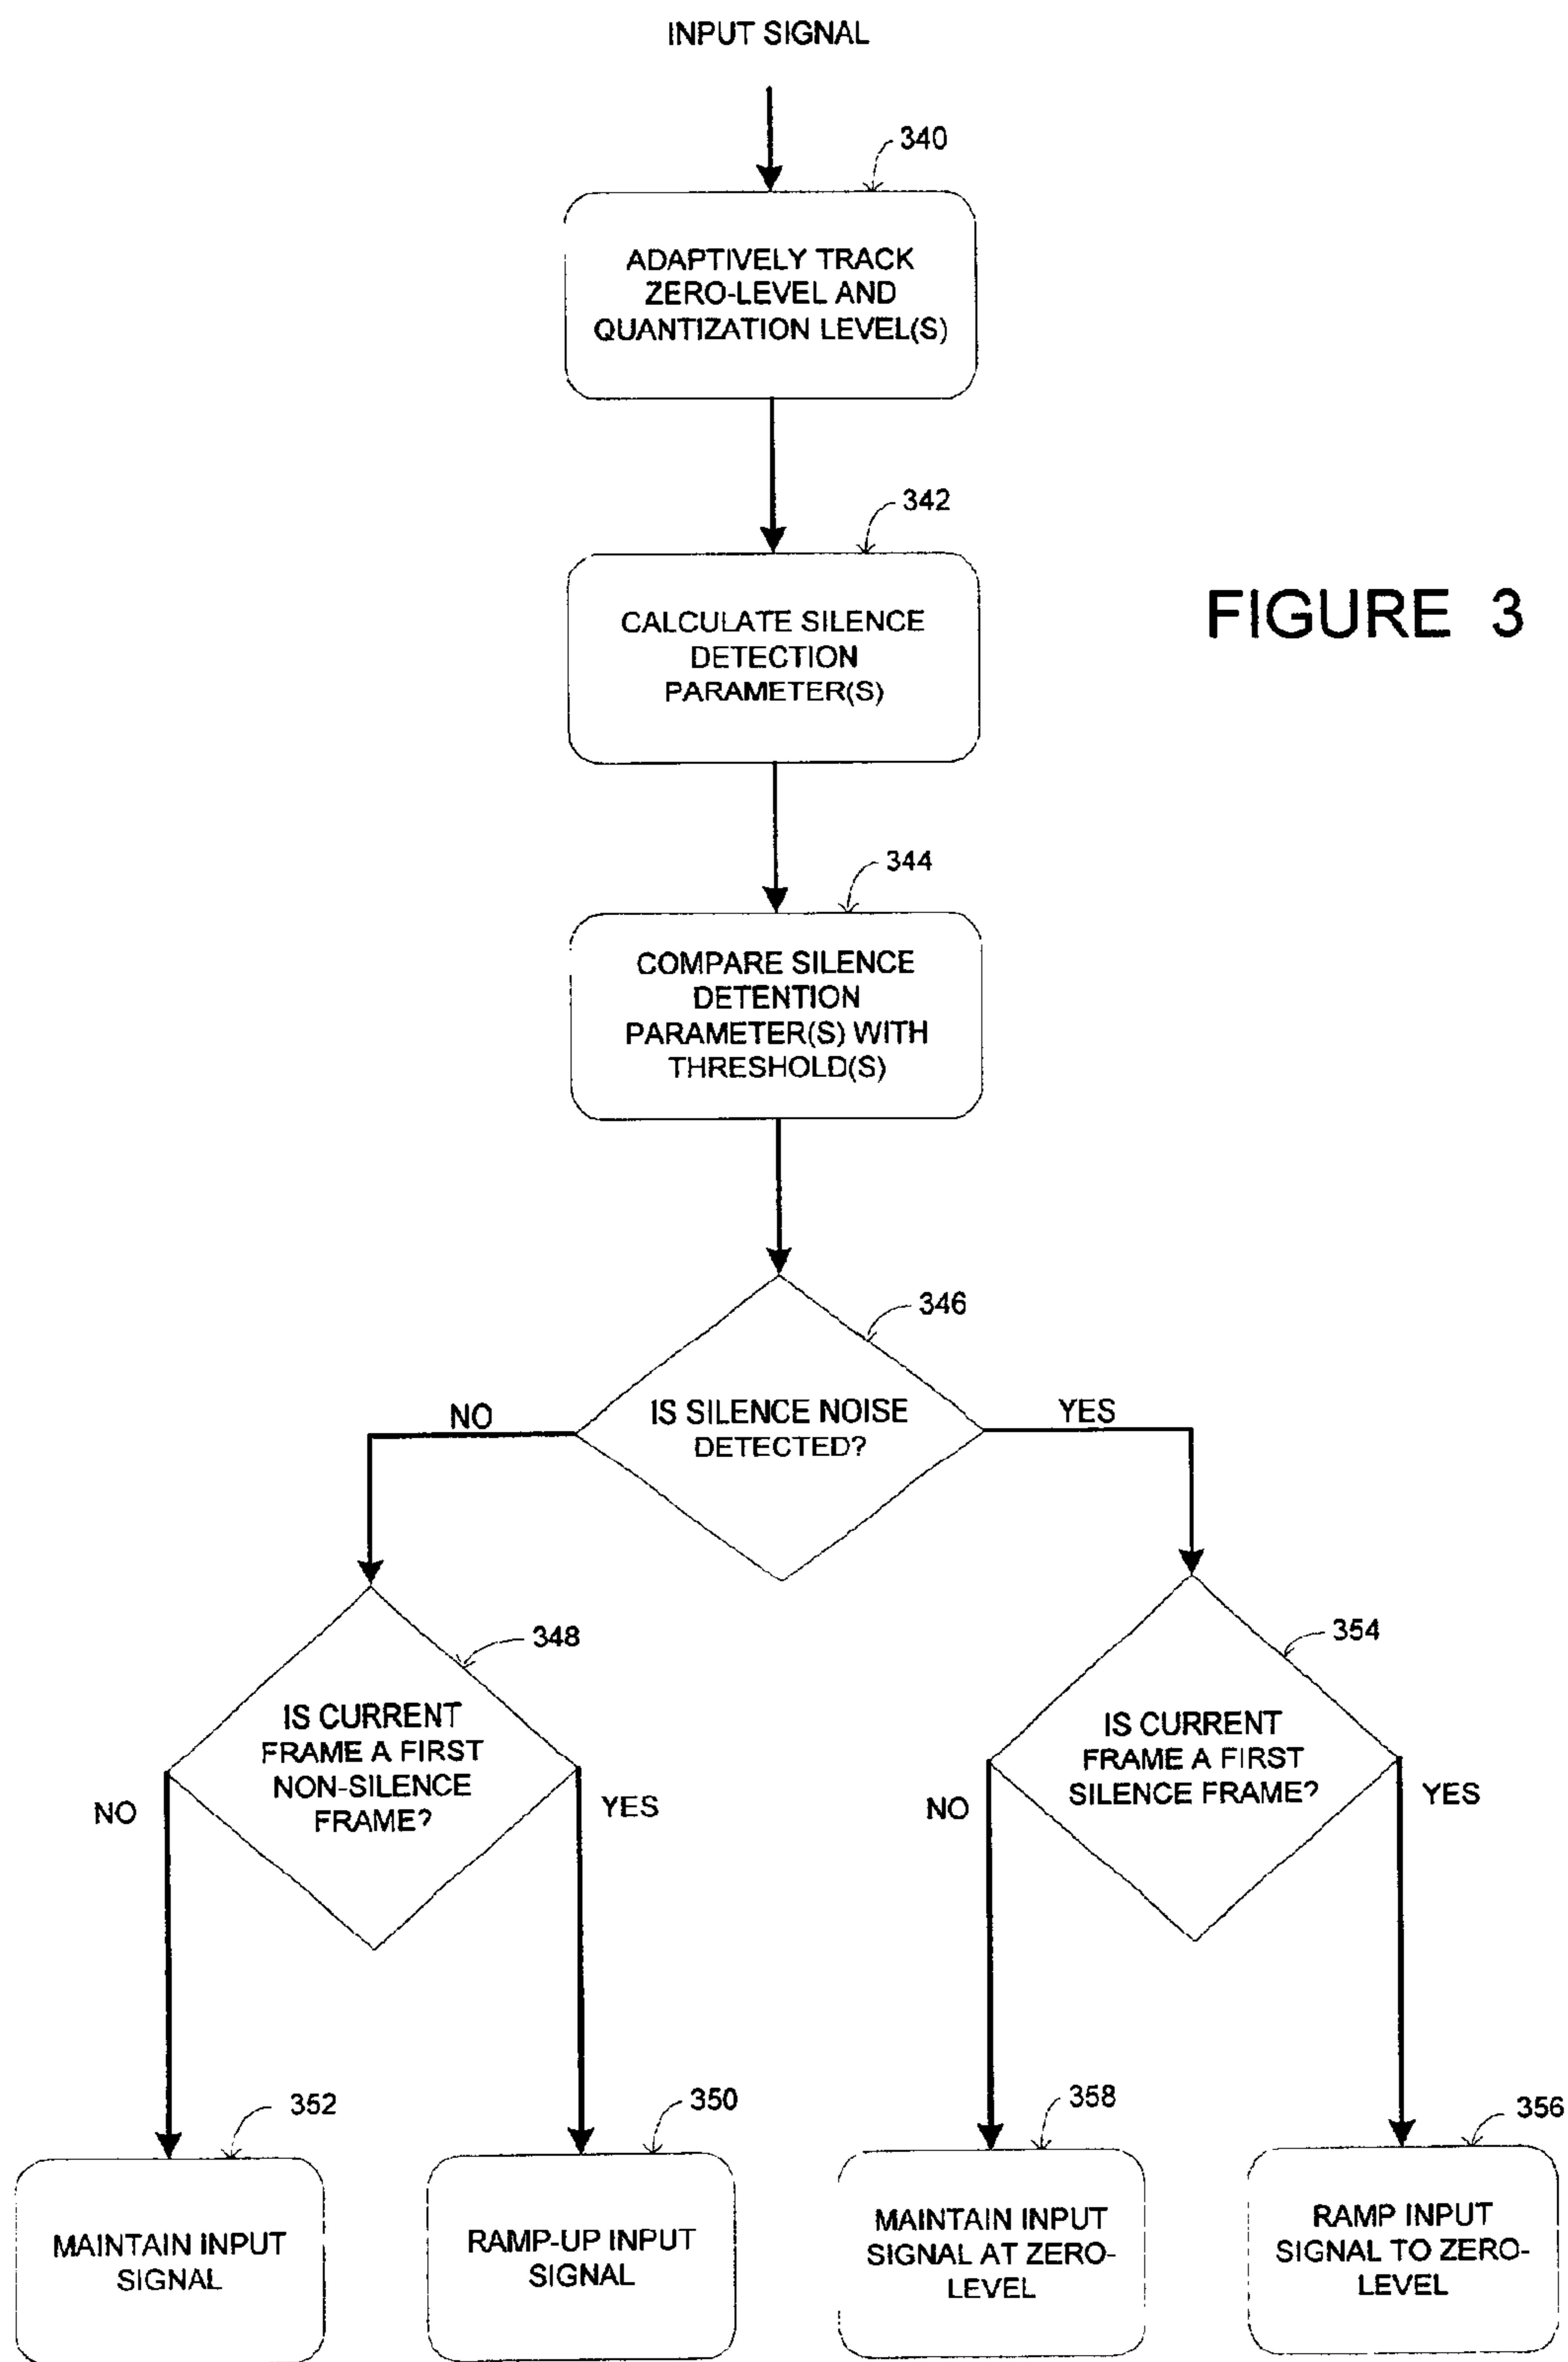 INPUT SIGNAL
340
ADAPTIVELY TRACK
ZERO-LEVEL AND
QUANTIZATION LEVEL(S)
342
CALCULATE SILENCE
DETECTION
PARAMETER(S)
FIGURE 3
344
COMPARE SILENCE
DETENTION
PARAMETER(S) WITH
THRESHOLD(S)
346
IS SILENCE NOISE
DETECTED?
NO
YES
348
IS CURRENT
FRAME A FIRST
NON-SILENCE
FRAME?
NO
YES
354
IS CURRENT
FRAME A FIRST
SILENCE FRAME?
NO
YES
352
MAINTAIN INPUT
SIGNAL
350
RAMP-UP INPUT
SIGNAL
358
MAINTAIN INPUT
SIGNAL AT ZERO-
LEVEL
356
RAMP INPUT
SIGNAL TO ZERO-
LEVEL